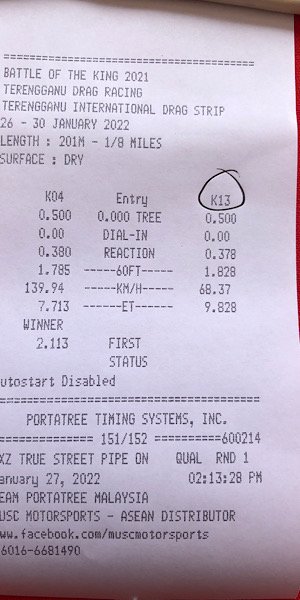 ================================
BATTLE OF THE KING 2021
TERENGGANU DRAG RACING
TERENGGANU INTERNATIONAL DRAG STRIP
26 - 30 JANUARY 2022
LENGTH : 201M - 1/8 MILES
SURFACE : DRY
K04 Entry K13
0.500 0.000 TREE 0.500
0.00 DIAL-IN 0.00
0.380 REACTION 0.378
1.785 ------60FT----- 1.828
139.94 ------KM/H----- 68.37
7.713 ------ET------- 9.828
WINNER
2.113 FIRST
STATUS
utostart Disabled
================================
PORTATREE TIMING SYSTEMS, INC.
============== 151/152 ==========600214
XZ TRUE STREET PIPE ON QUAL RND 1
anuary 27, 2022 02:13:28 PM
EAM PORTATREE MALAYSIA
USC MOTORSPORTS - ASEAN DISTRIBUTOR
ww.facebook.com/muscmotorsports
6016-6681490